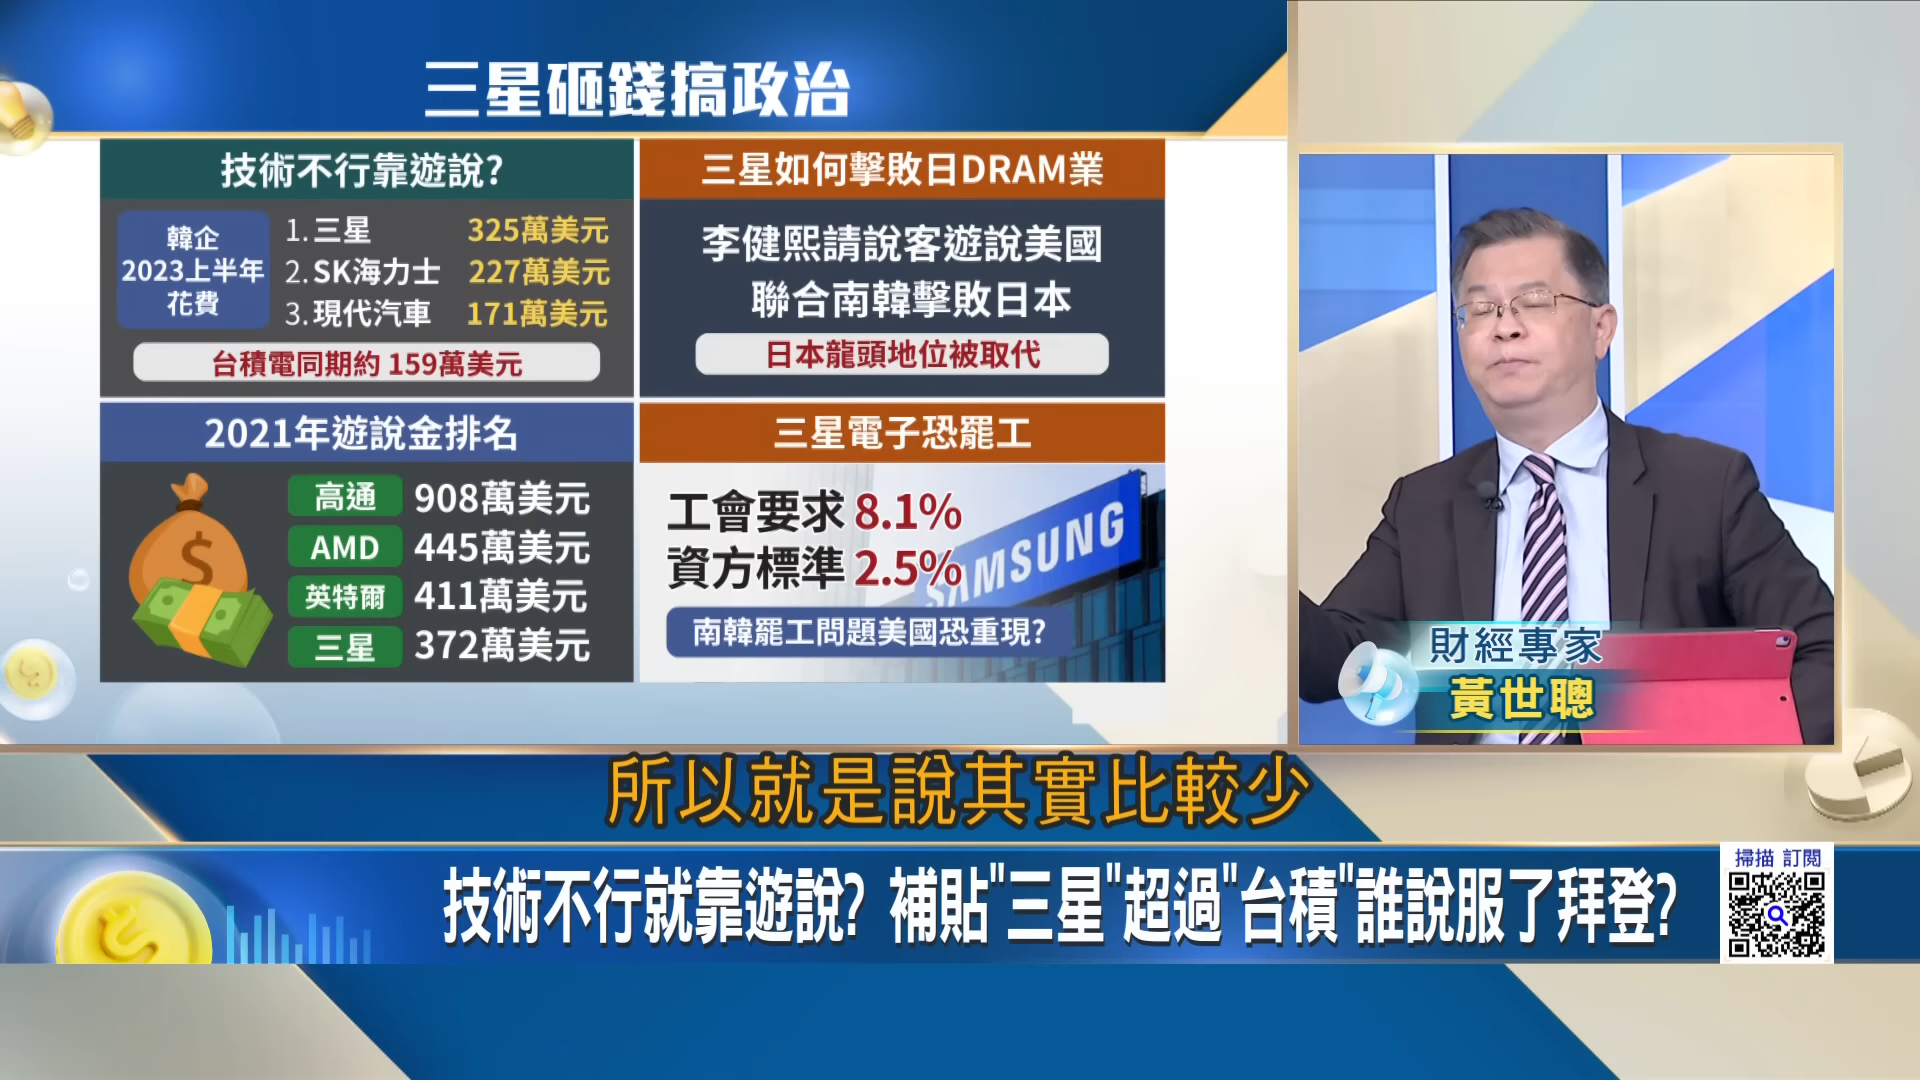 三星砸錢搞政治
技術不行靠遊說?
韓企
2023上半年
花費
1.三星 325萬美元
2.SK海力士 227萬美元
3.現代汽車 171萬美元
台積電同期約 159萬美元
三星如何擊敗日DRAM業
李健熙請說客遊說美國
聯合南韓擊敗日本
日本龍頭地位被取代
2021年遊說金排名
高通 908萬美元
AMD 445萬美元
英特爾 411萬美元
三星 372萬美元
三星電子恐罷工
工會要求 8.1%
資方標準 2.5%
SAMSUNG
南韓罷工問題美國恐重現?
財經專家
黃世聰
所以就是說其實比較少
技術不行就靠遊說? 補貼"三星"超過"台積"誰說服了拜登?
掃描 訂閱